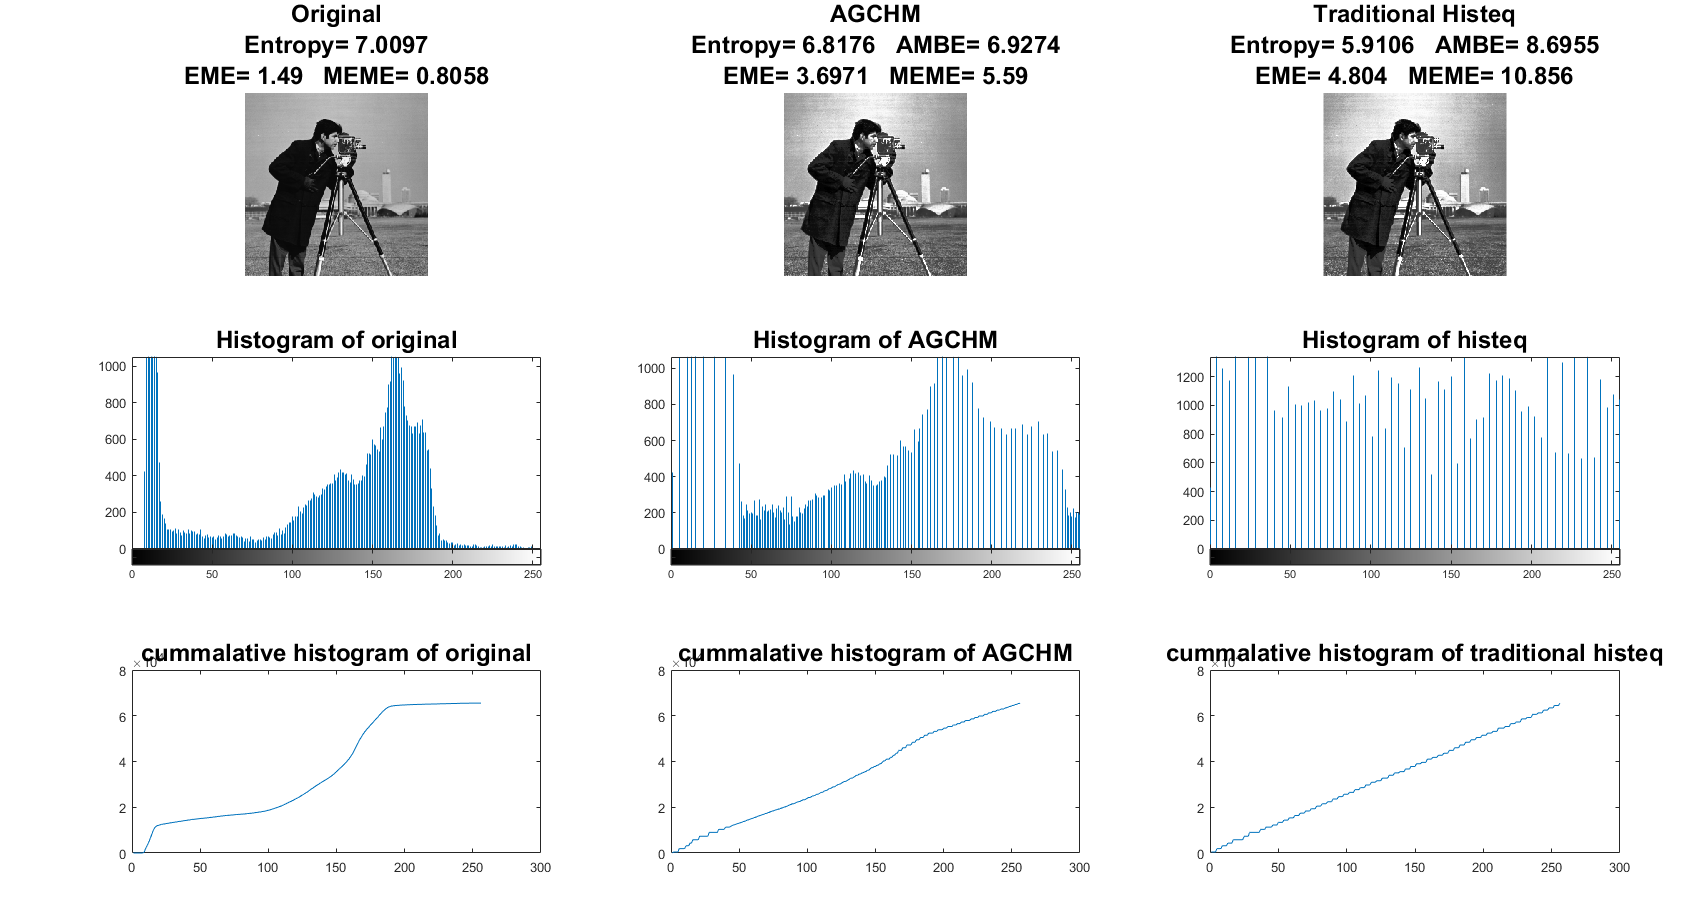 Original
Entropy= 7.0097
EME= 1.49 MEME= 0.8058
AGCHM
Entropy= 6.8176 AMBE= 6.9274
EME= 3.6971 MEME= 5.59
Traditional Histeq
Entropy= 5.9106 AMBE= 8.6955
EME= 4.804 MEME= 10.856
Histogram of original
1000
800
600
400
200
0
0 50 100 150 200 250
Histogram of AGCHM
1000
800
600
400
200
0
0 50 100 150 200 250
Histogram of histeq
1200
1000
800
600
400
200
0
0 50 100 150 200 250
cummalative histogram of original
8
6
4
2
0
0 50 100 150 200 250 300
cummalative histogram of AGCHM
8
6
4
2
0
0 50 100 150 200 250 300
cummalative histogram of traditional histeq
8
6
4
2
0
0 50 100 150 200 250 300